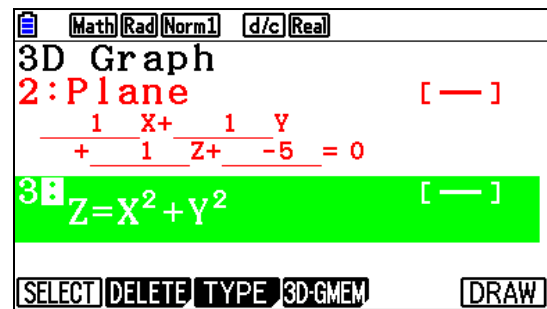 Math Rad Norm1 d/c Real
3D Graph
2:Plane [—]
1 X+ 1 Y
+ 1 Z+ -5 = 0
3: Z=X²+Y² [—]
SELECT DELETE TYPE 3D·GMEM DRAW